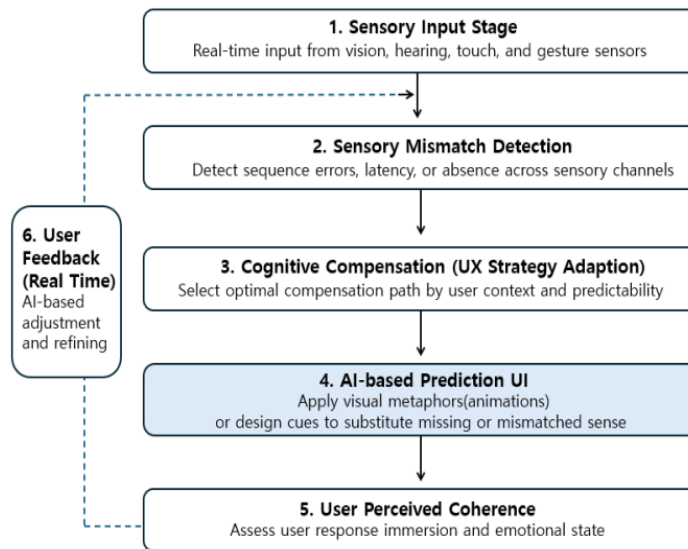 1. Sensory Input Stage
Real-time input from vision, hearing, touch, and gesture sensors
2. Sensory Mismatch Detection
Detect sequence errors, latency, or absence across sensory channels
3. Cognitive Compensation (UX Strategy Adaption)
Select optimal compensation path by user context and predictability
4. AI-based Prediction UI
Apply visual metaphors(animations)
or design cues to substitute missing or mismatched sense
5. User Perceived Coherence
Assess user response immersion and emotional state
6. User
Feedback
(Real Time)
AI-based
adjustment
and refining